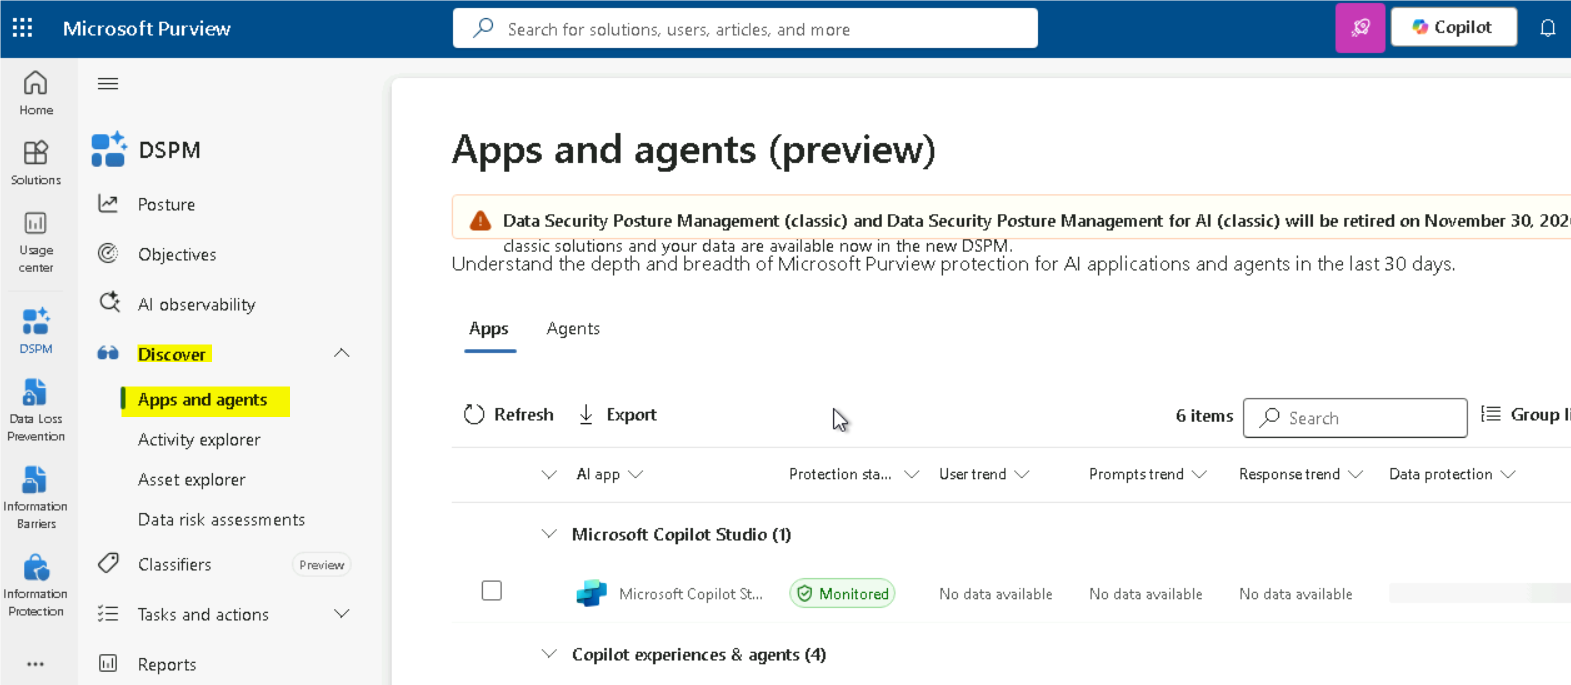 Microsoft Purview
Search for solutions, users, articles, and more
Copilot
Home
Solutions
Usage
center
DSPM
Data Loss
Prevention
Information
Barriers
Information
Protection
DSPM
Posture
Objectives
AI observability
Discover
Apps and agents
Activity explorer
Asset explorer
Data risk assessments
Classifiers
Preview
Tasks and actions
Reports
Apps and agents (preview)
Data Security Posture Management (classic) and Data Security Posture Management for AI (classic) will be retired on November 30,
classic solutions and your data are available now in the new DSPM.
Understand the depth and breadth of Microsoft Purview protection for AI applications and agents in the last 30 days.
Apps Agents
Refresh Export 6 items Search Group
AI app Protection sta... User trend Prompts trend Response trend Data protection
Microsoft Copilot Studio (1)
Microsoft Copilot St... Monitored No data available No data available No data available
Copilot experiences & agents (4)